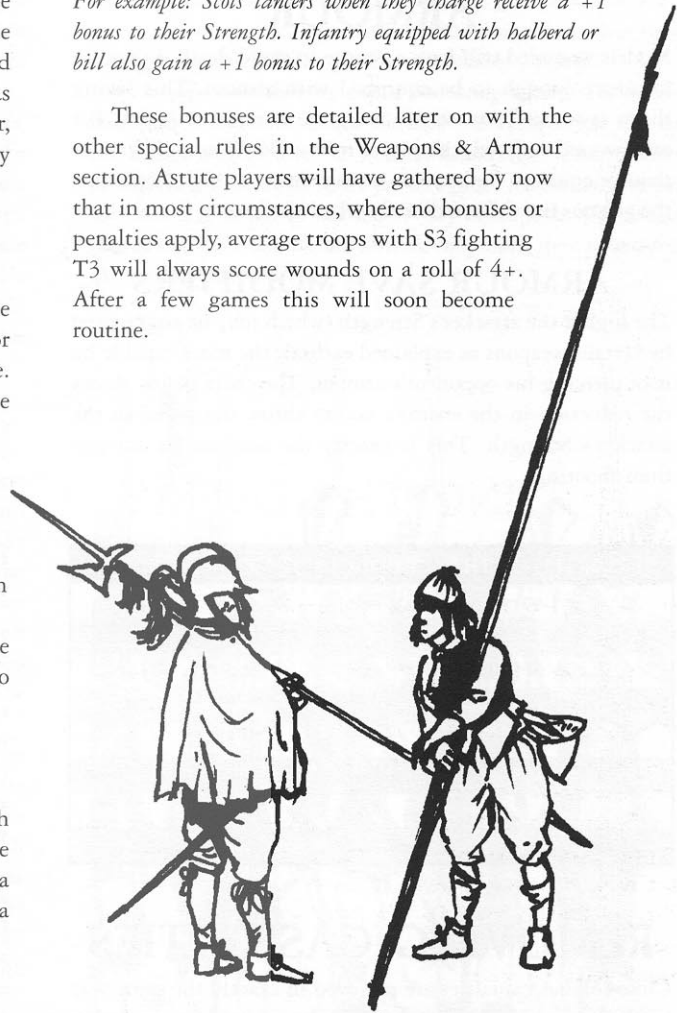 For example: Scots lancers when they charge receive a +1
bonus to their Strength. Infantry equipped with halberd or
bill also gain a +1 bonus to their Strength.
These bonuses are detailed later on with the
other special rules in the Weapons & Armour
section. Astute players will have gathered by now
that in most circumstances, where no bonuses or
penalties apply, average troops with S3 fighting
T3 will always score wounds on a roll of 4+.
After a few games this will soon become
routine.